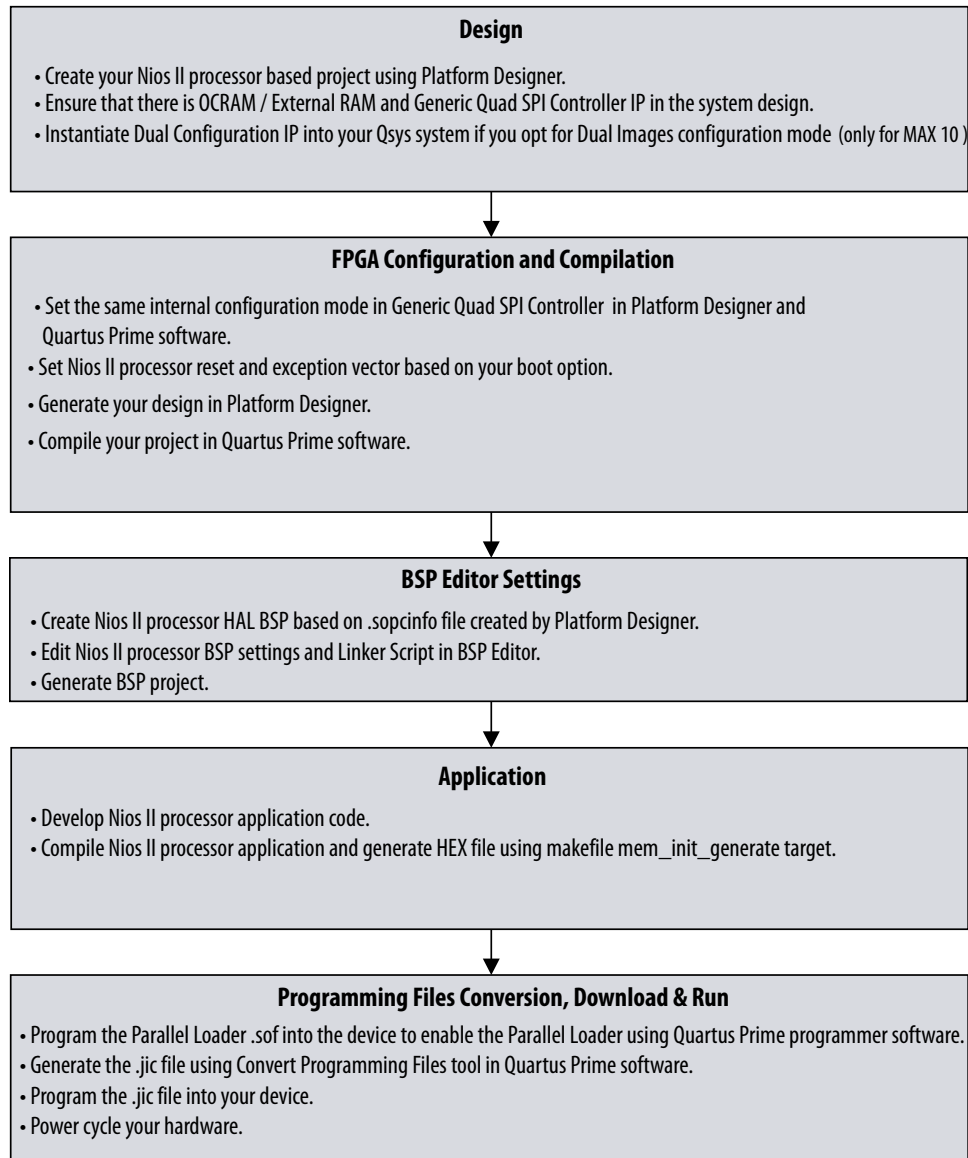 Design
• Create your Nios II processor based project using Platform Designer.
• Ensure that there is OCRAM / External RAM and Generic Quad SPI Controller IP in the system design.
• Instantiate Dual Configuration IP into your Qsys system if you opt for Dual Images configuration mode (only for MAX 10 )
FPGA Configuration and Compilation
• Set the same internal configuration mode in Generic Quad SPI Controller in Platform Designer and
Quartus Prime software.
• Set Nios II processor reset and exception vector based on your boot option.
• Generate your design in Platform Designer.
• Compile your project in Quartus Prime software.
BSP Editor Settings
• Create Nios II processor HAL BSP based on .sopcinfo file created by Platform Designer.
• Edit Nios II processor BSP settings and Linker Script in BSP Editor.
• Generate BSP project.
Application
• Develop Nios II processor application code.
• Compile Nios II processor application and generate HEX file using makefile mem_init_generate target.
Programming Files Conversion, Download & Run
• Program the Parallel Loader .sof into the device to enable the Parallel Loader using Quartus Prime programmer software.
• Generate the .jic file using Convert Programming Files tool in Quartus Prime software.
• Program the .jic file into your device.
• Power cycle your hardware.